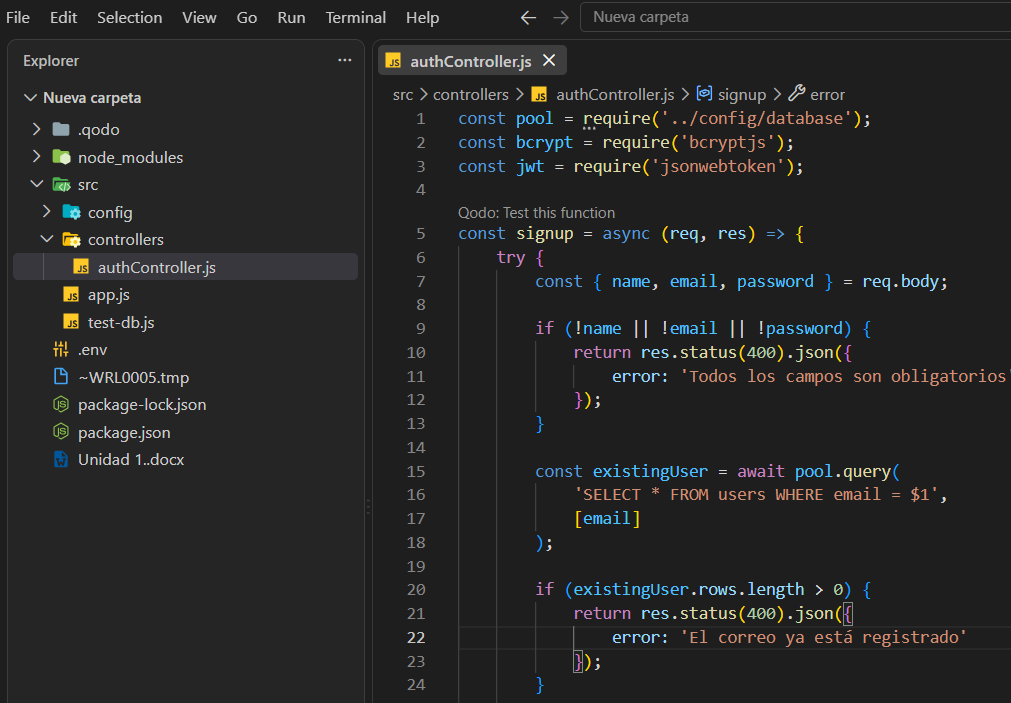 File Edit Selection View Go Run Terminal Help
Nueva carpeta
Explorer
Nueva carpeta
.qodo
node_modules
src
config
controllers
authController.js
app.js
test-db.js
.env
~WRL0005.tmp
package-lock.json
package.json
Unidad 1..docx
authController.js
src controllers authController.js signup error
1 const pool = require('../config/database');
2 const bcrypt = require('bcryptjs');
3 const jwt = require('jsonwebtoken');
4
Qodo: Test this function
5 const signup = async (req, res) => {
6 try {
7 const { name, email, password } = req.body;
8
9 if (!name || !email || !password) {
10 return res.status(400).json({
11 error: 'Todos los campos son obligatorios'
12 });
13 }
14
15 const existingUser = await pool.query(
16 'SELECT * FROM users WHERE email = $1',
17 [email]
18 );
19
20 if (existingUser.rows.length > 0) {
21 return res.status(400).json({
22 error: 'El correo ya está registrado'
23 });
24 }